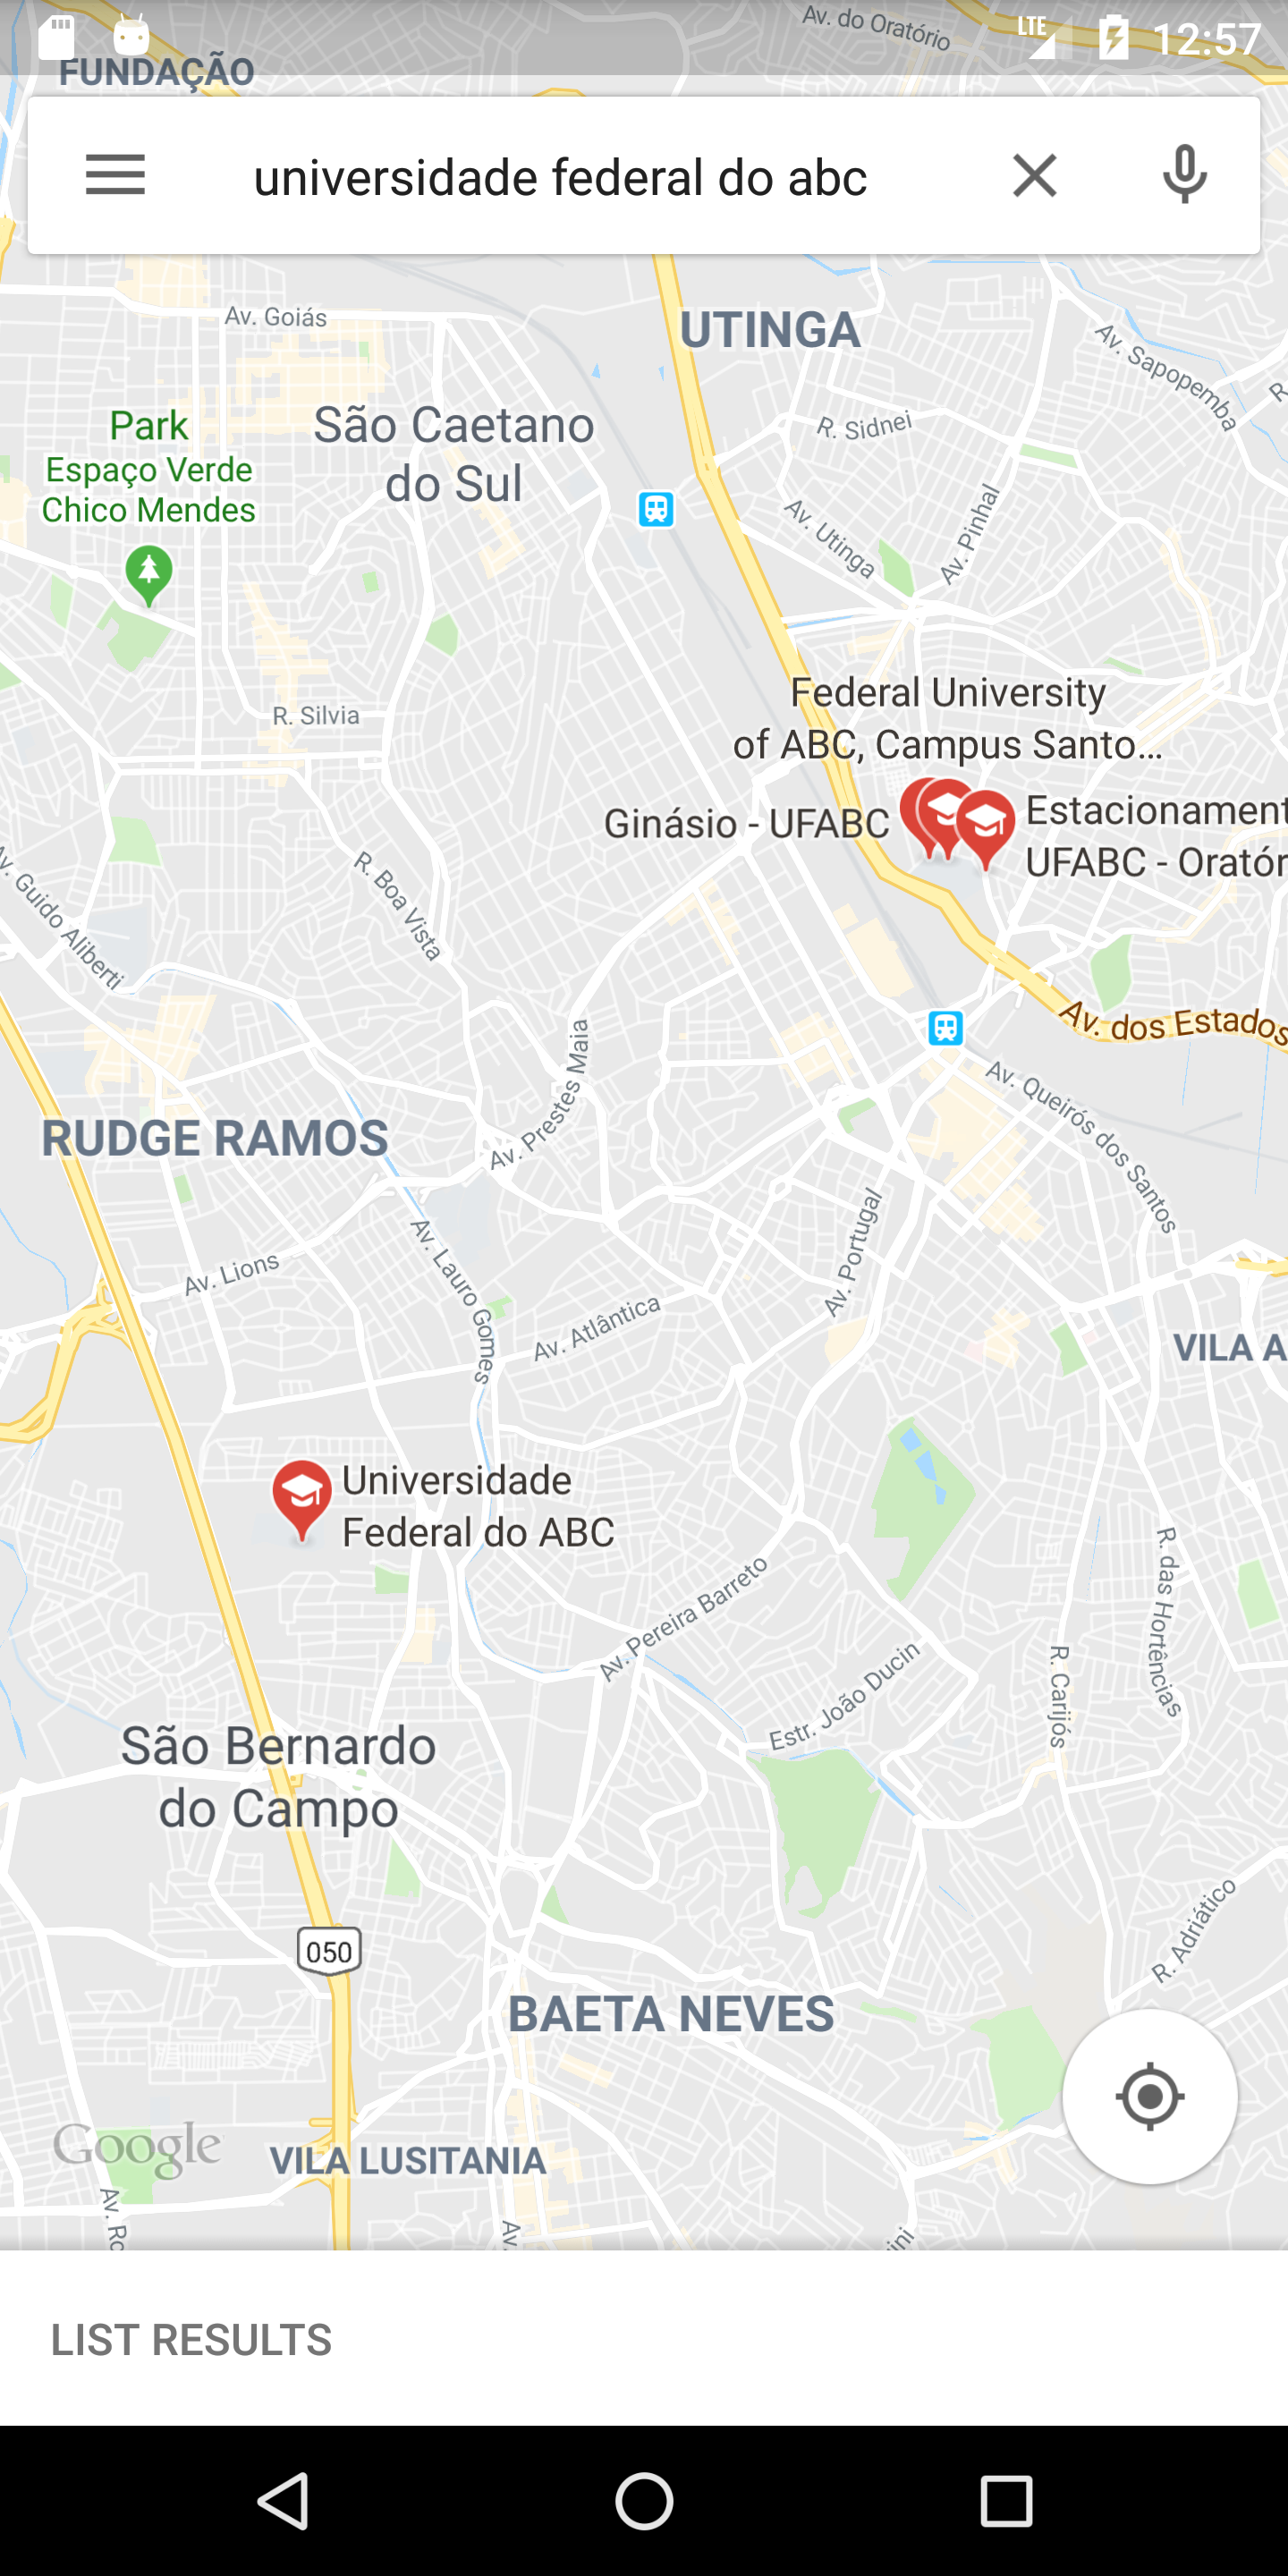 Av. do Oratório
LTE
12:57
FUNDAÇÃO
universidade federal do abc
Av. Goiás
UTINGA
Av. Sapopemba
R. Sidnei
Park
Espaço Verde
Chico Mendes
São Caetano
do Sul
Av. Utinga
Av. Pinhal
Federal University
of ABC, Campus Santo...
R. Silvia
Ginásio - UFABC
Estacionament
UFABC - Oratór
Av. Guido Aliberti
R. Boa Vista
Av. dos Estados
Av. Prestes Maia
Av. Queirós dos Santos
RUDGE RAMOS
Av. Lions
Av. Lauro Gomes
Av. Portugal
Av. Atlântica
VILA A
Universidade
Federal do ABC
Av. Pereira Barreto
R. das Hortências
R. Carijós
Estr. João Ducin
São Bernardo
do Campo
R. Adriático
050
BAETA NEVES
Google
VILA LUSITANIA
Av. Ro
Av.
ini
LIST RESULTS